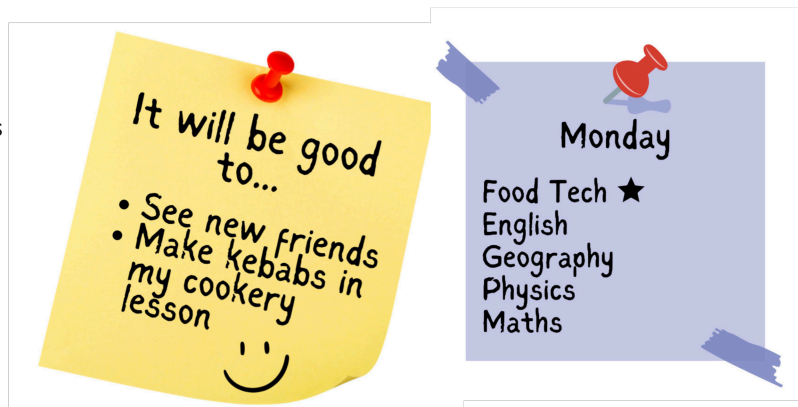 s
It will be good
to...
• See new friends
• Make kebabs in
my cookery
lesson
Monday
Food Tech ★
English
Geography
Physics
Maths